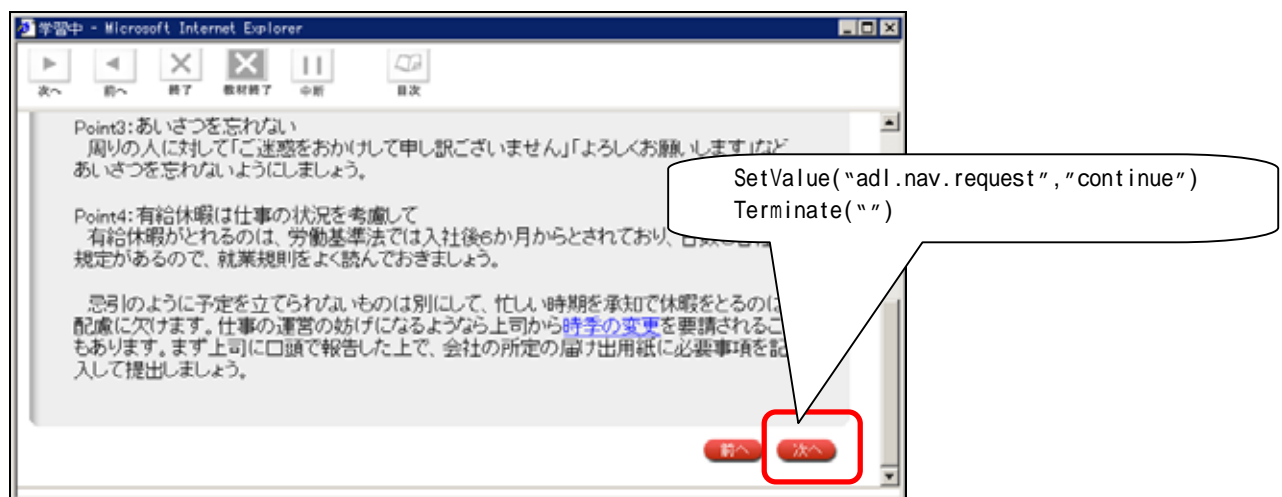 学習中 - Microsoft Internet Explorer
次へ 前へ 終了 教材終了 中断 目次
Point3:あいさつを忘れない
周りの人に対して「ご迷惑をおかけして申し訳ございません」「よろしくお願いします」など
あいさつを忘れないようにしましょう。
Point4:有給休暇は仕事の状況を考慮して
有給休暇がとれるのは、労働基準法では入社後6か月からとされており、
規定があるので、就業規則をよく読んでおきましょう。
忌引のように予定を立てられないものは別にして、忙しい時期を承知で休暇をとるのは
配慮に欠けます。仕事の運営の妨げになるようなら上司から時季の変更を要請されるこ
もあります。まず上司に口頭で報告した上で、会社の所定の届け出用紙に必要事項を記
入して提出しましょう。
SetValue(“adl.nav.request”,”continue”)
Terminate(“”)
前へ 次へ